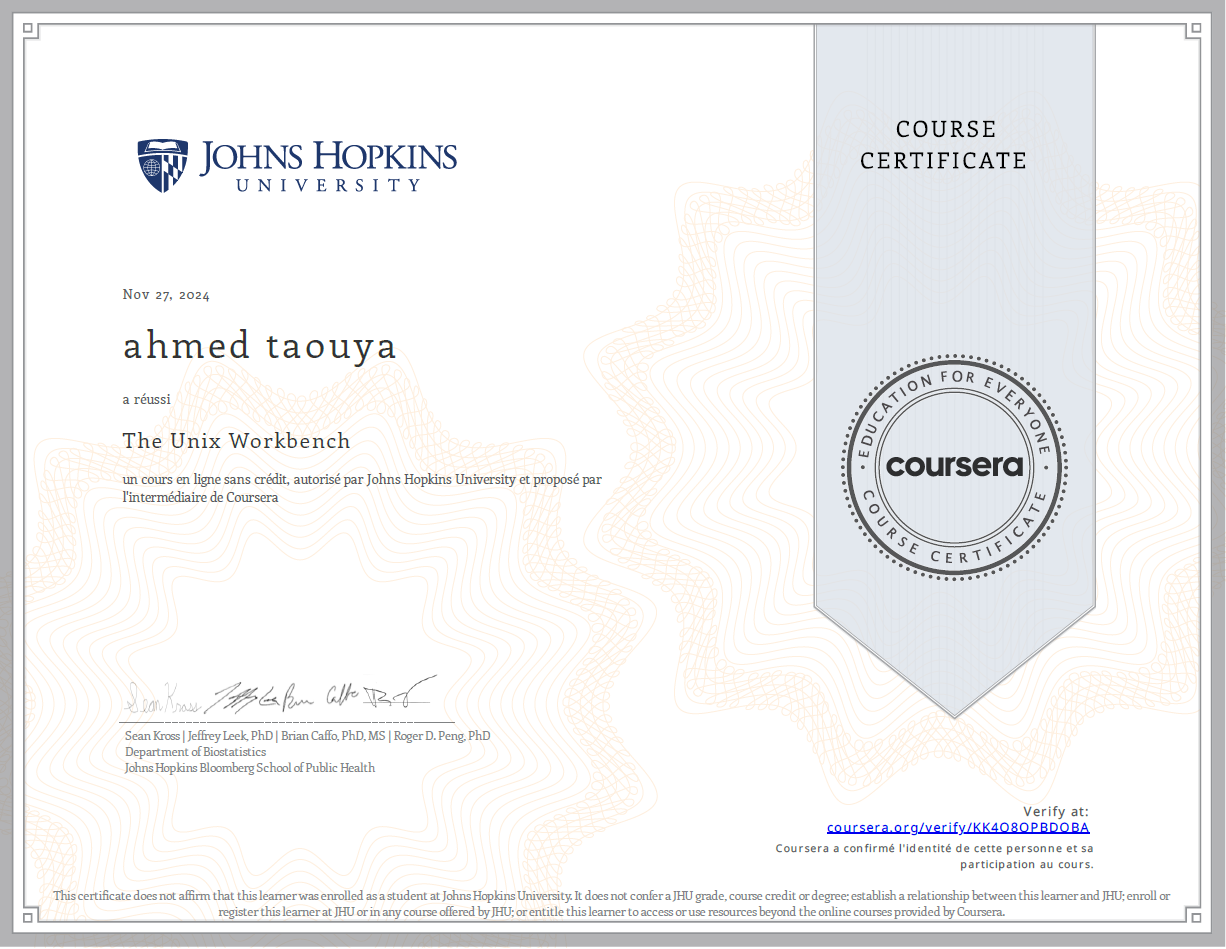 JOHNS HOPKINS
UNIVERSITY
COURSE
CERTIFICATE
Nov 27, 2024
ahmed taouya
a réussi
The Unix Workbench
un cours en ligne sans crédit, autorisé par Johns Hopkins University et proposé par
l'intermédiaire de Coursera
EDUCATION FOR EVERYONE
coursera
COURSE CERTIFICATE
Sean Kross
Sean Kross | Jeffrey Leek, PhD | Brian Caffo, PhD, MS | Roger D. Peng, PhD
Department of Biostatistics
Johns Hopkins Bloomberg School of Public Health
Verify at:
coursera.org/verify/KK4O8OPBDOBA
Coursera a confirmé l'identité de cette personne et sa
participation au cours.
This certificate does not affirm that this learner was enrolled as a student at Johns Hopkins University. It does not confer a JHU grade, course credit or degree; establish a relationship between this learner and JHU; enroll or
register this learner at JHU or in any course offered by JHU; or entitle this learner to access or use resources beyond the online courses provided by Coursera.